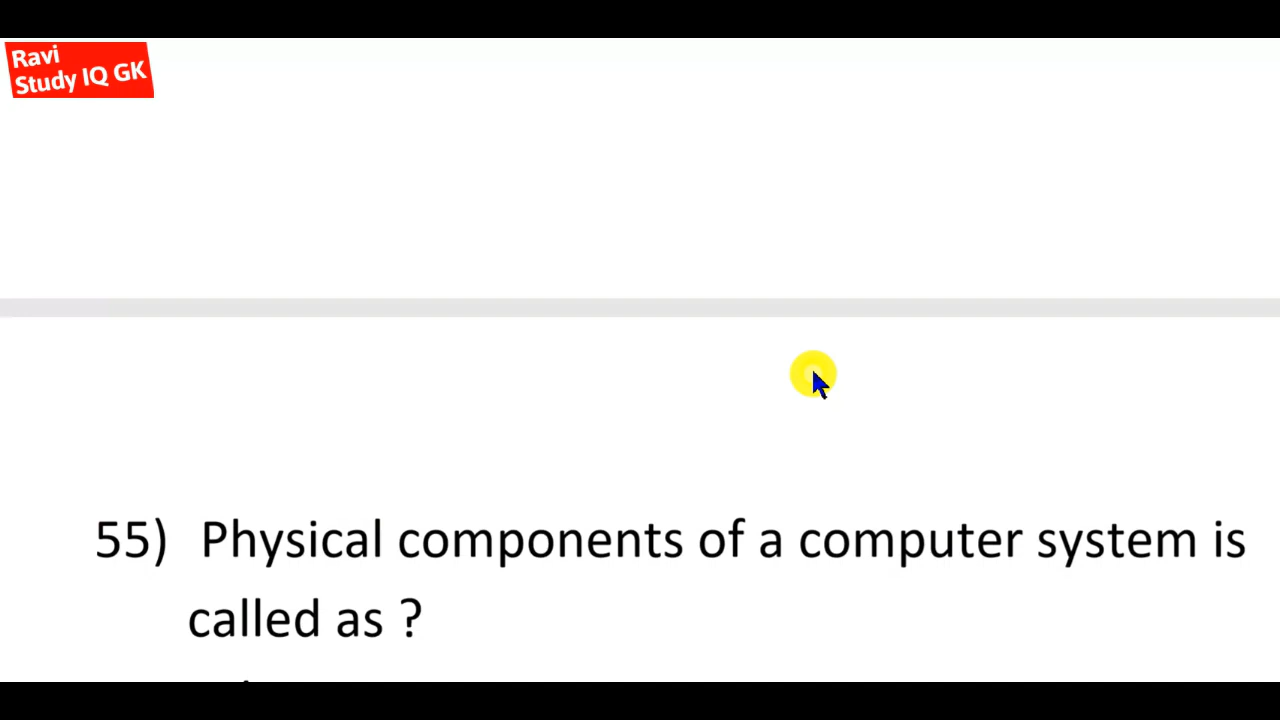 Ravi
Study IQ GK
55) Physical components of a computer system is
called as ?